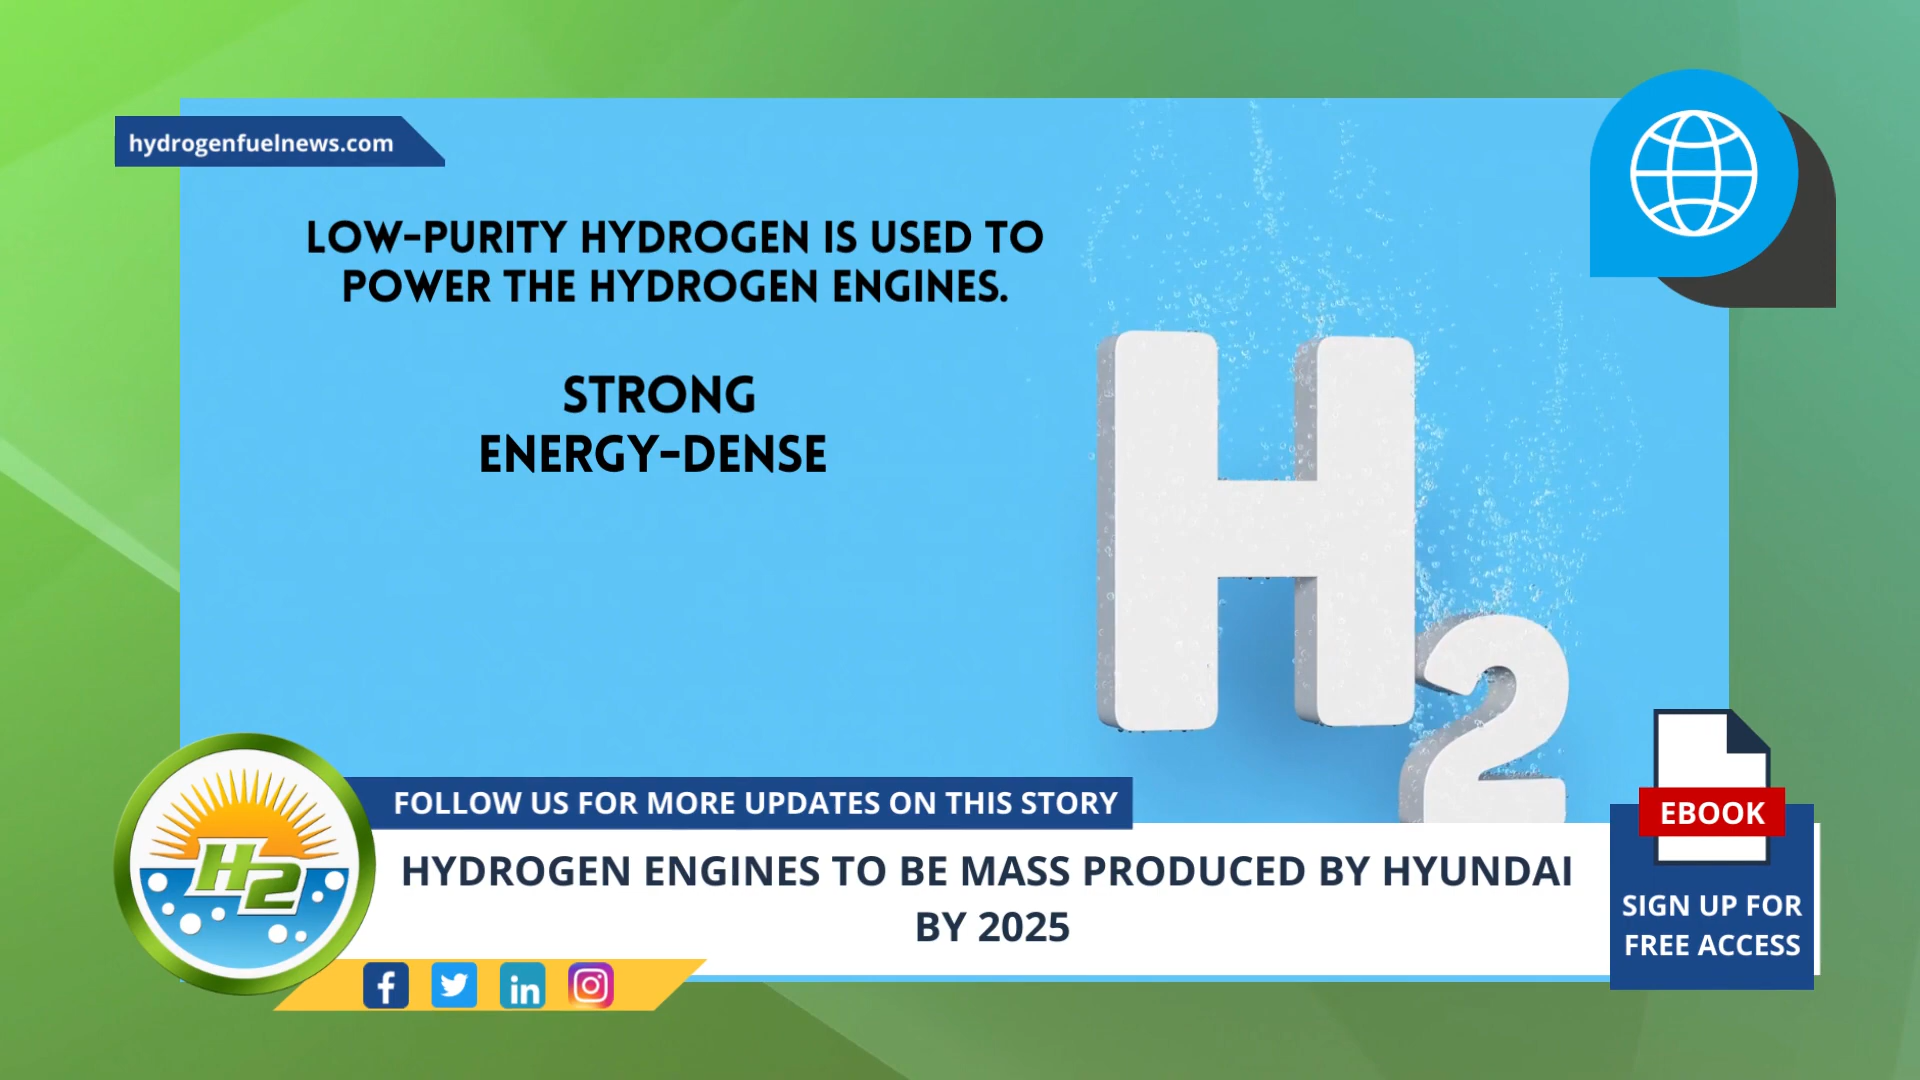 hydrogenfuelnews.com
LOW-PURITY HYDROGEN IS USED TO
POWER THE HYDROGEN ENGINES.
STRONG
ENERGY-DENSE
H2
FOLLOW US FOR MORE UPDATES ON THIS STORY
HYDROGEN ENGINES TO BE MASS PRODUCED BY HYUNDAI
BY 2025
H2
EBOOK
SIGN UP FOR
FREE ACCESS